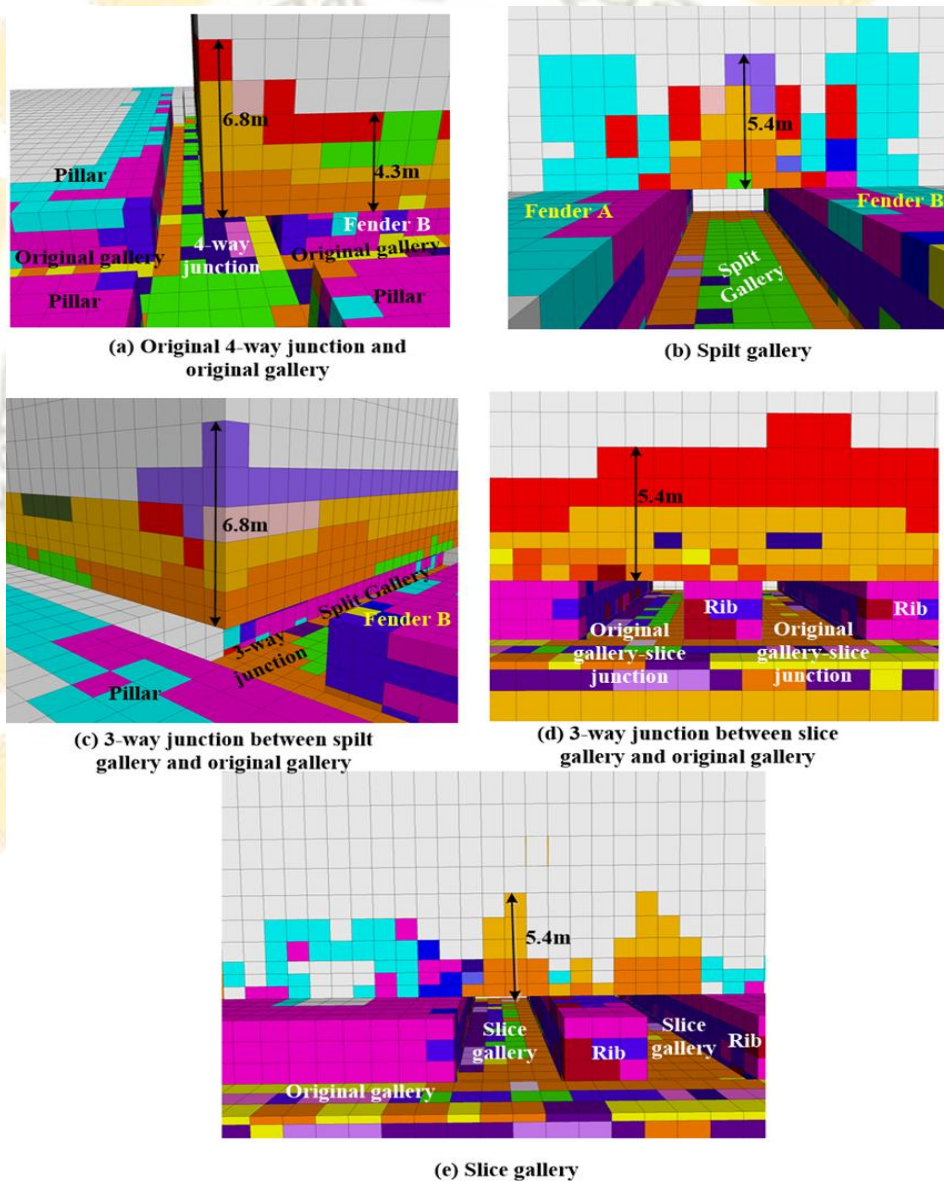 6.8m
4.3m
Pillar
Fender B
Original gallery
4-way
junction
Original gallery
Pillar
Pillar
(a) Original 4-way junction and
original gallery
5.4m
Fender A
Fender B
Split
Gallery
(b) Spilt gallery
6.8m
Split Gallery
Fender B
3-way
junction
Pillar
(c) 3-way junction between spilt
gallery and original gallery
5.4m
Rib
Rib
Original
gallery-slice
junction
Original
gallery-slice
junction
(d) 3-way junction between slice
gallery and original gallery
5.4m
Slice
gallery
Rib
Slice
gallery
Rib
Original gallery
(e) Slice gallery